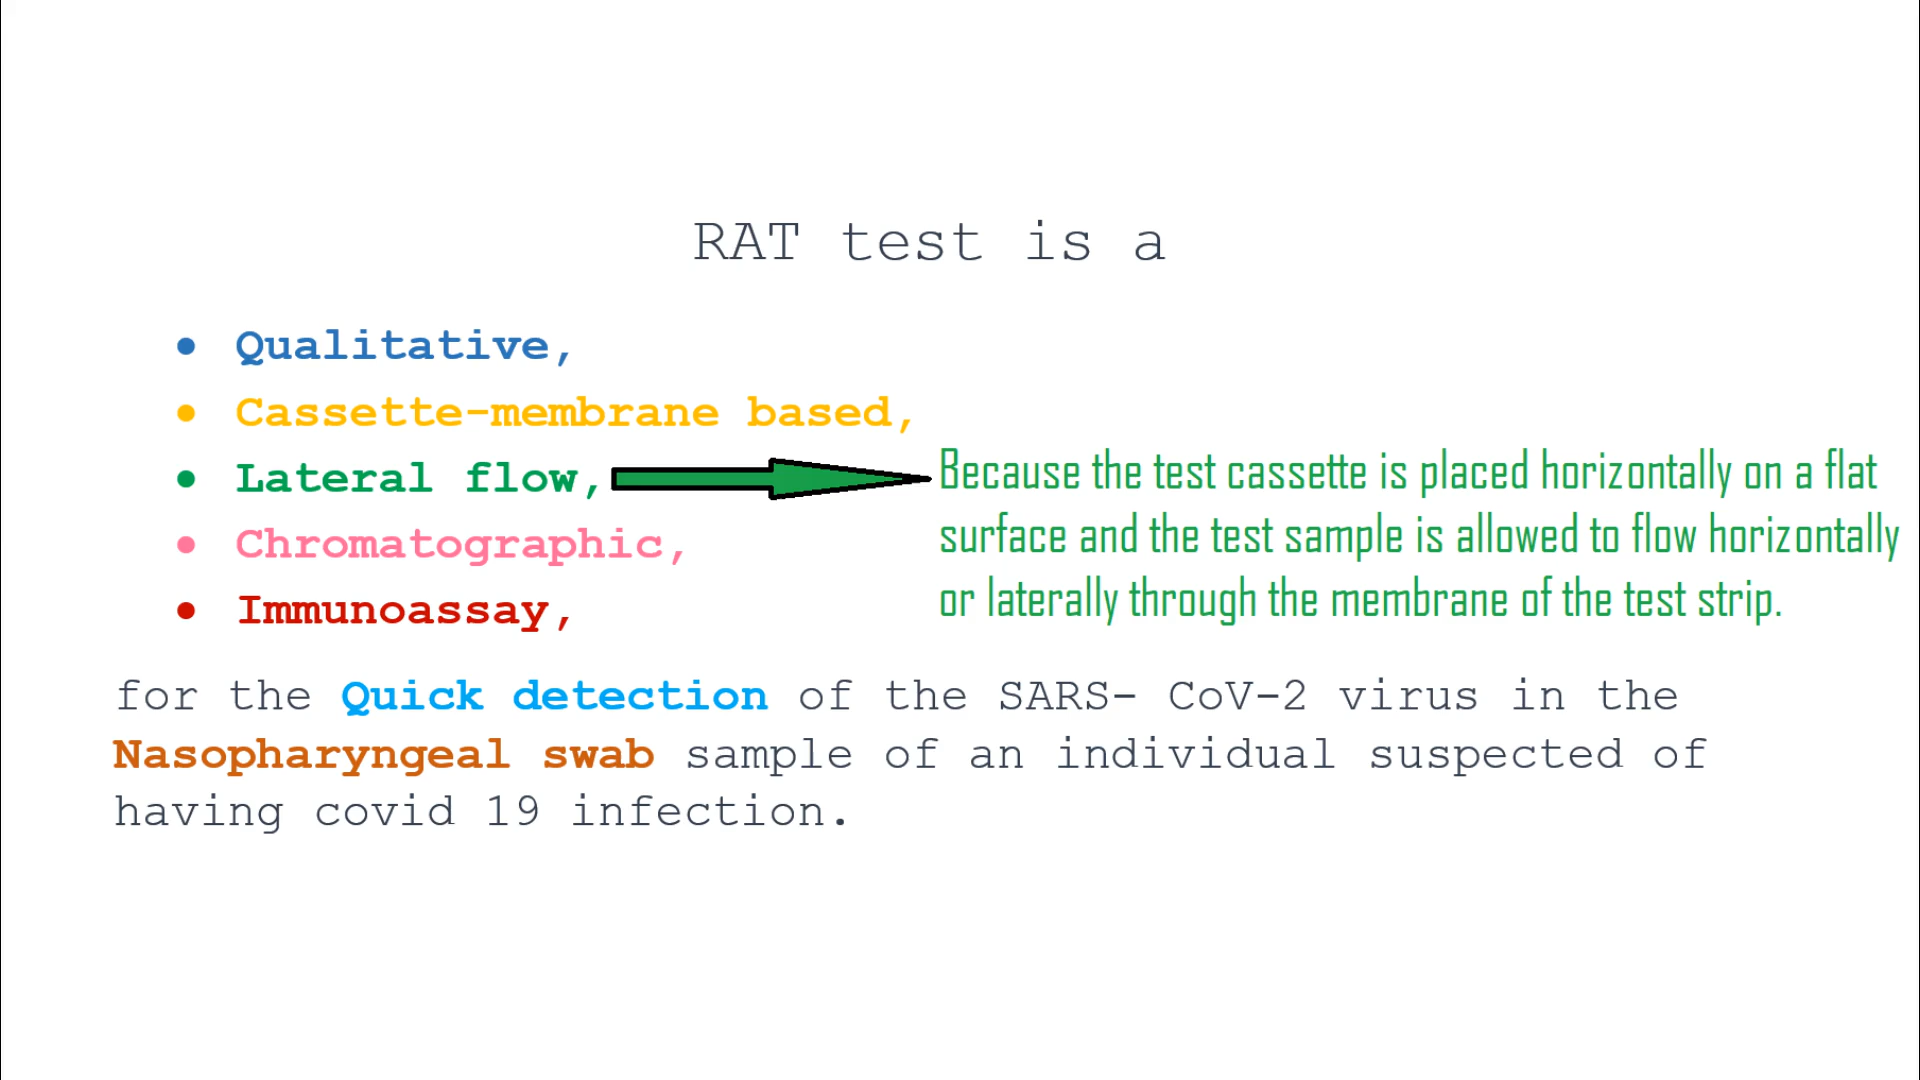 RAT test is a
• Qualitative,
• Cassette-membrane based,
• Lateral flow,
Because the test cassette is placed horizontally on a flat
surface and the test sample is allowed to flow horizontally
or laterally through the membrane of the test strip.
• Chromatographic,
• Immunoassay,
for the Quick detection of the SARS- CoV-2 virus in the
Nasopharyngeal swab sample of an individual suspected of
having covid 19 infection.